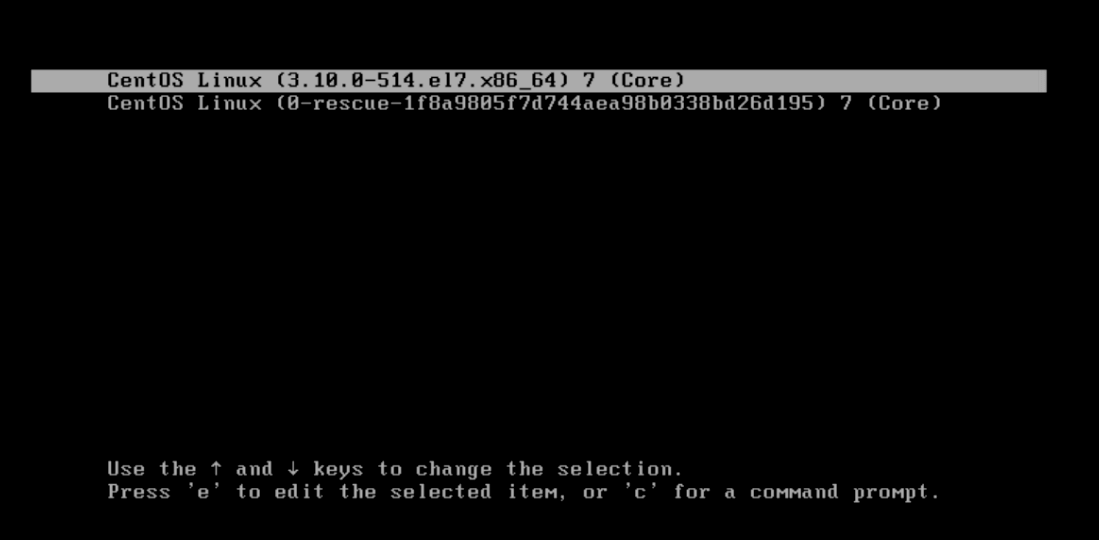 CentOS Linux (3.10.0-514.el7.x86_64) 7 (Core)
CentOS Linux (0-rescue-1f8a9805f7d744aea98b0338bd26d195) 7 (Core)
Use the ↑ and ↓ keys to change the selection.
Press 'e' to edit the selected item, or 'c' for a command prompt.